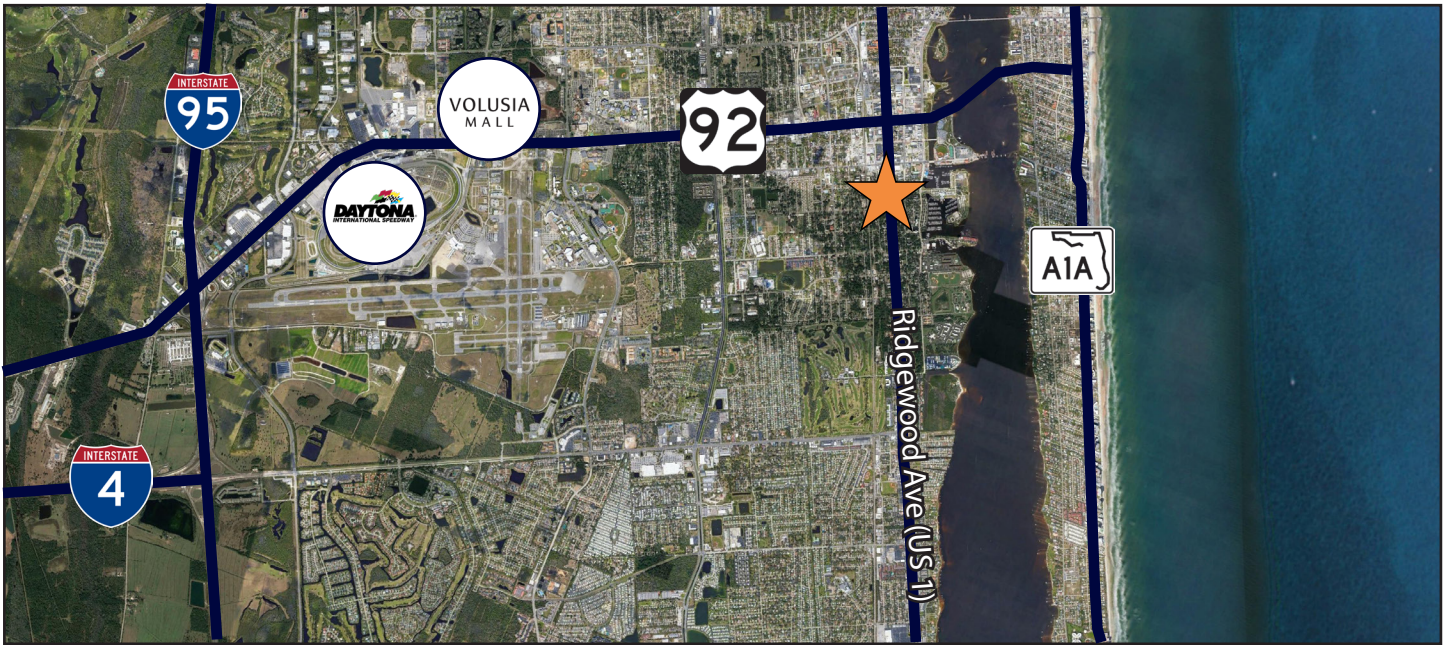 INTERSTATE
95
VOLUSIA
MALL
92
DAYTONA
INTERNATIONAL SPEEDWAY
A1A
Ridgewood Ave (US 1)
INTERSTATE
4